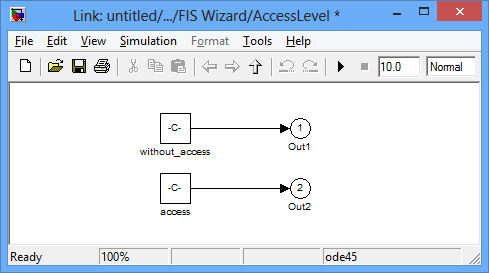 Link: untitled/.../FIS Wizard/AccessLevel *
File Edit View Simulation Format Tools Help
10.0 Normal
-C- 1
without_access Out1
-C- 2
access Out2
Ready 100% ode45